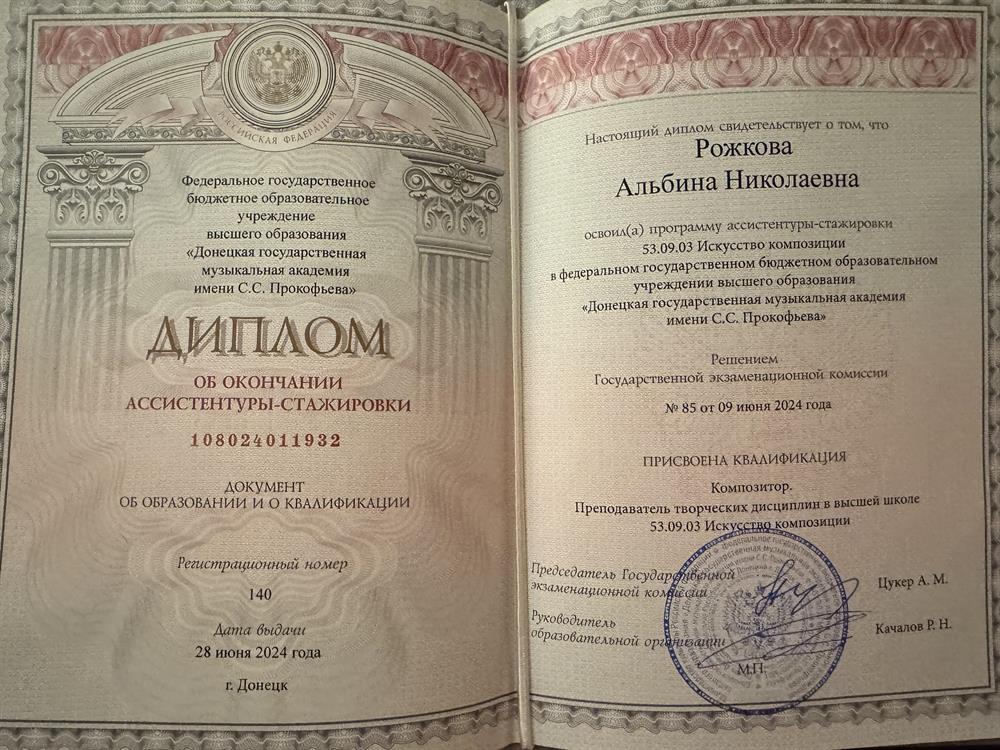 РОССИЙСКАЯ ФЕДЕРАЦИЯ
Федеральное государственное
бюджетное образовательное
учреждение
высшего образования
«Донецкая государственная
музыкальная академия
имени С.С. Прокофьева»
ДИПЛОМ
ОБ ОКОНЧАНИИ
АССИСТЕНТУРЫ-СТАЖИРОВКИ
108024011932
ДОКУМЕНТ
ОБ ОБРАЗОВАНИИ И О КВАЛИФИКАЦИИ
Регистрационный номер
140
Дата выдачи
28 июня 2024 года
г. Донецк
Настоящий диплом свидетельствует о том, что
Рожкова
Альбина Николаевна
освоил(а) программу ассистентуры-стажировки
53.09.03 Искусство композиции
в федеральном государственном бюджетном образовательном
учреждении высшего образования
«Донецкая государственная музыкальная академия
имени С.С. Прокофьева»
Решением
Государственной экзаменационной комиссии
№ 85 от 09 июня 2024 года
ПРИСВОЕНА КВАЛИФИКАЦИЯ
Композитор.
Преподаватель творческих дисциплин в высшей школе
53.09.03 Искусство композиции
Председатель Государственной
экзаменационной комиссии
Цукер А. М.
Руководитель
образовательной организации
Качалов Р. Н.
М.П.